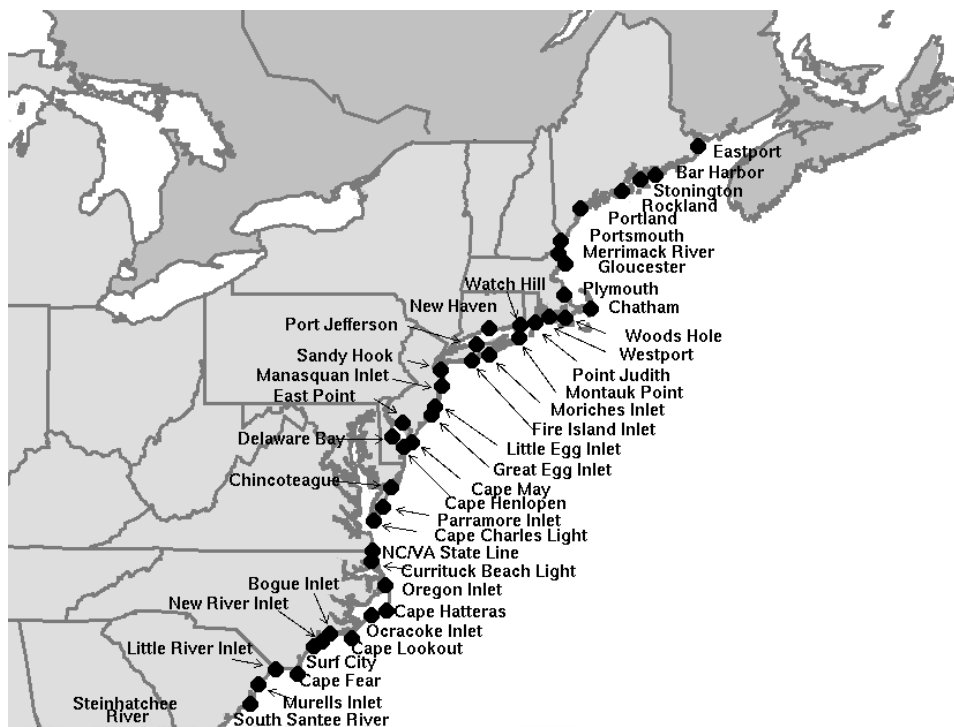 Eastport
Bar Harbor
Stonington
Rockland
Portland
Portsmouth
Merrimack River
Gloucester
Watch Hill
Plymouth
New Haven
Chatham
Port Jefferson
Woods Hole
Sandy Hook
Westport
Manasquan Inlet
Point Judith
East Point
Montauk Point
Moriches Inlet
Fire Island Inlet
Delaware Bay
Little Egg Inlet
Great Egg Inlet
Chincoteague
Cape May
Cape Henlopen
Parramore Inlet
Cape Charles Light
NC/VA State Line
Currituck Beach Light
Bogue Inlet
Oregon Inlet
New River Inlet
Cape Hatteras
Ocracoke Inlet
Little River Inlet
Cape Lookout
Surf City
Cape Fear
Steinhatchee
River
Murells Inlet
South Santee River